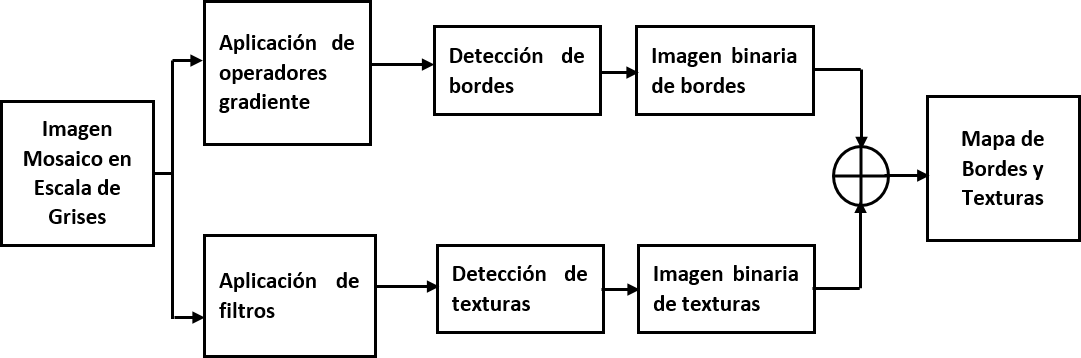 Imagen
Mosaico en
Escala de
Grises
Aplicación de
operadores
gradiente
Detección de
bordes
Imagen binaria
de bordes
Aplicación de
filtros
Detección de
texturas
Imagen binaria
de texturas
Mapa de
Bordes y
Texturas